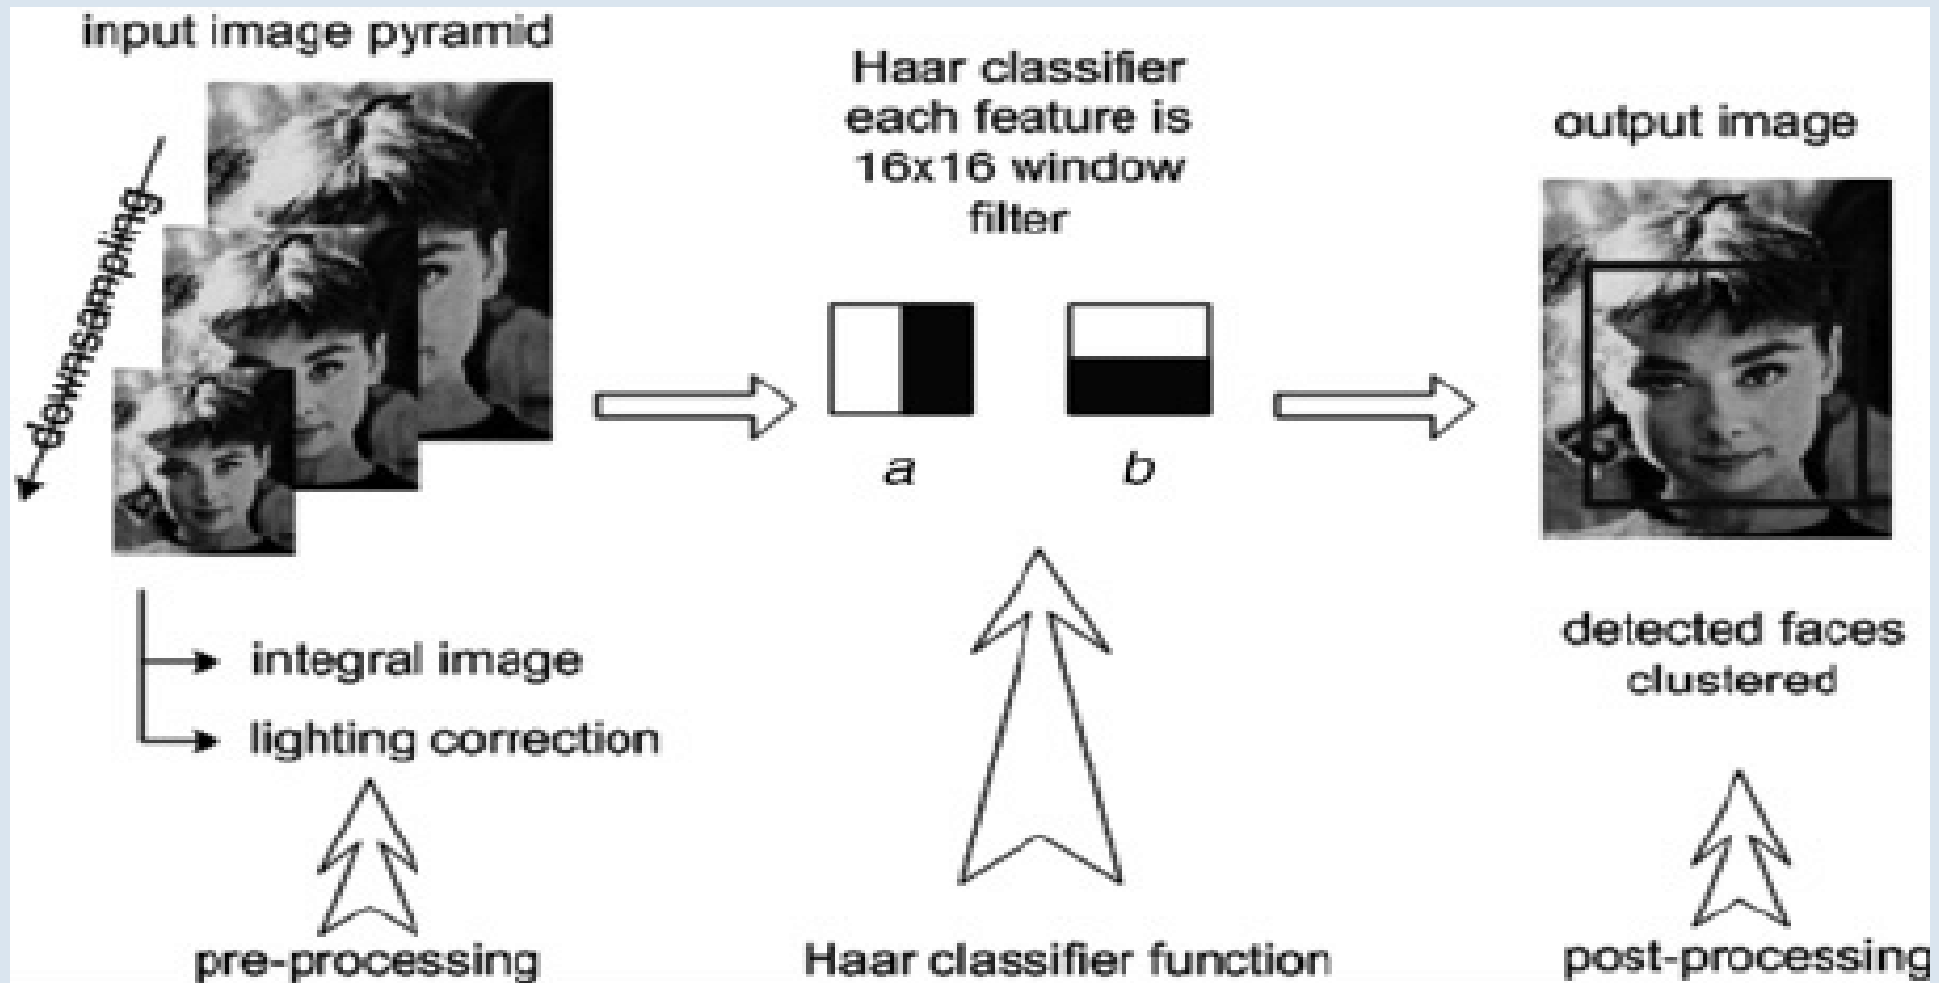 input image pyramid
downsampling
integral image
lighting correction
pre-processing
Haar classifier
each feature is
16x16 window
filter
a
b
Haar classifier function
output image
detected faces
clustered
post-processing